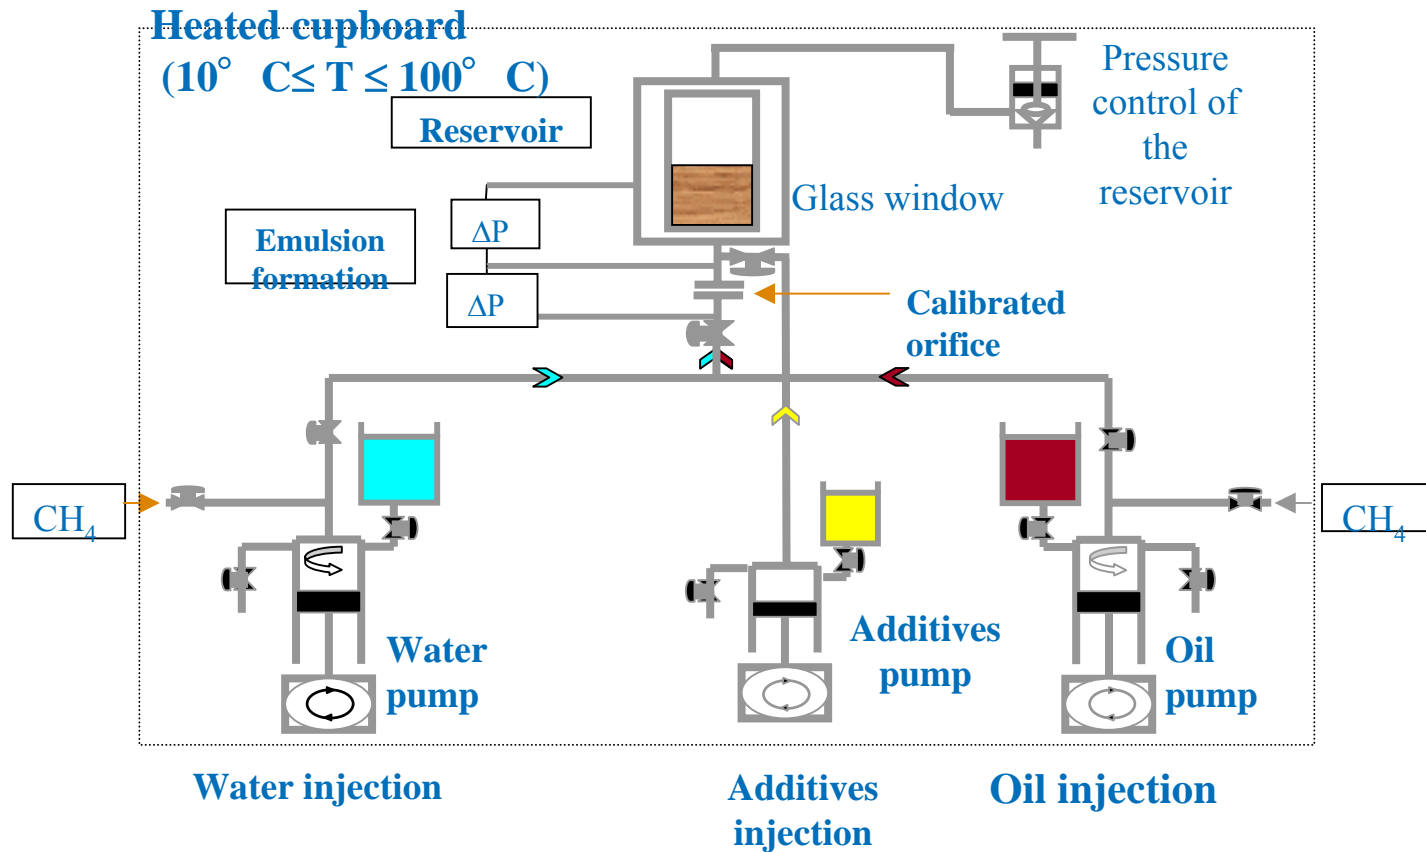 Heated cupboard
(10° C≤ T ≤ 100° C)
Reservoir
Pressure
control of
the
reservoir
Glass window
Emulsion
formation
ΔP
ΔP
Calibrated
orifice
CH4
CH4
Water
pump
Additives
pump
Oil
pump
Water injection
Additives
injection
Oil injection